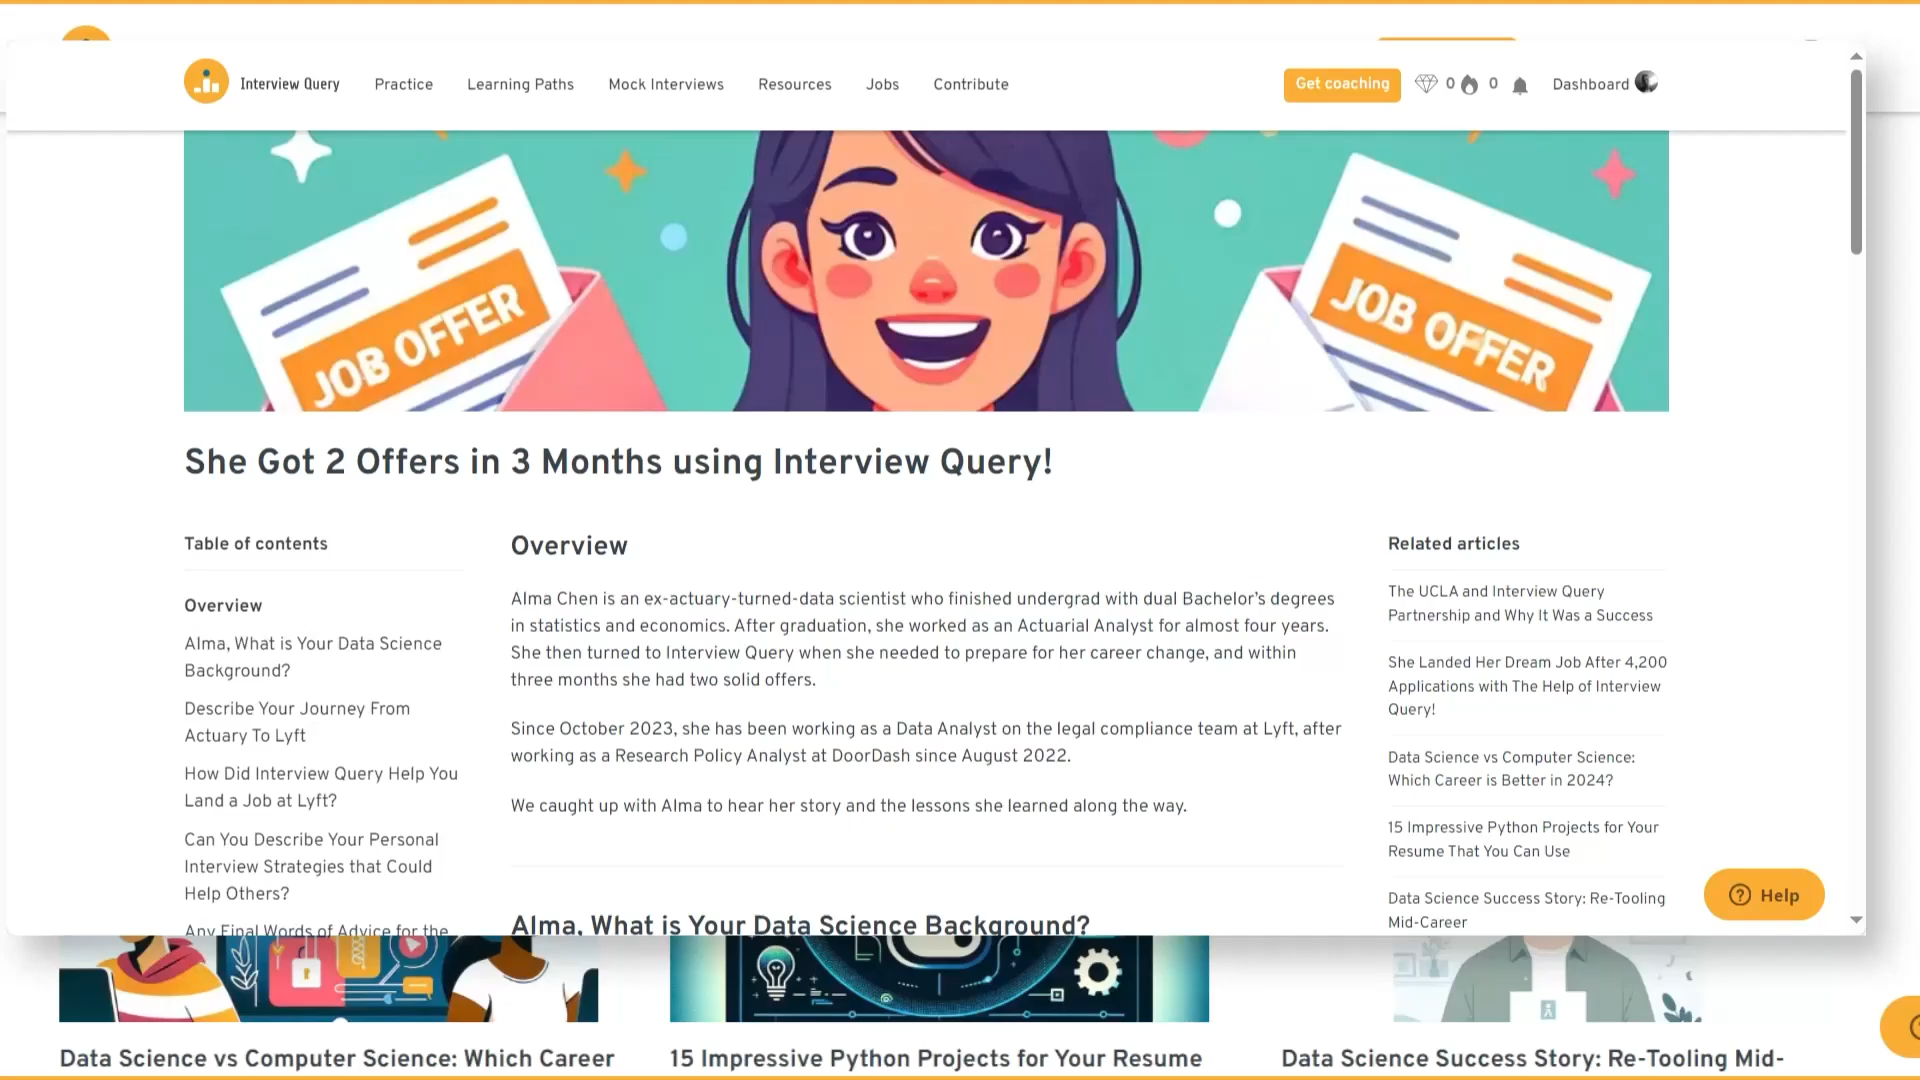 Interview Query
Practice
Learning Paths
Mock Interviews
Resources
Jobs
Contribute
Get coaching
0
0
Dashboard
JOB OFFER
JOB OFFER
She Got 2 Offers in 3 Months using Interview Query!
Table of contents
Overview
Alma, What is Your Data Science
Background?
Describe Your Journey From
Actuary To Lyft
How Did Interview Query Help You
Land a Job at Lyft?
Can You Describe Your Personal
Interview Strategies that Could
Help Others?
Any Final Words of Advice for the
Overview
Alma Chen is an ex-actuary-turned-data scientist who finished undergrad with dual Bachelor's degrees
in statistics and economics. After graduation, she worked as an Actuarial Analyst for almost four years.
She then turned to Interview Query when she needed to prepare for her career change, and within
three months she had two solid offers.
Since October 2023, she has been working as a Data Analyst on the legal compliance team at Lyft, after
working as a Research Policy Analyst at DoorDash since August 2022.
We caught up with Alma to hear her story and the lessons she learned along the way.
Alma, What is Your Data Science Background?
Related articles
The UCLA and Interview Query
Partnership and Why It Was a Success
She Landed Her Dream Job After 4,200
Applications with The Help of Interview
Query!
Data Science vs Computer Science:
Which Career is Better in 2024?
15 Impressive Python Projects for Your
Resume That You Can Use
Data Science Success Story: Re-Tooling
Mid-Career
Help
Data Science vs Computer Science: Which Career
15 Impressive Python Projects for Your Resume
Data Science Success Story: Re-Tooling Mid-